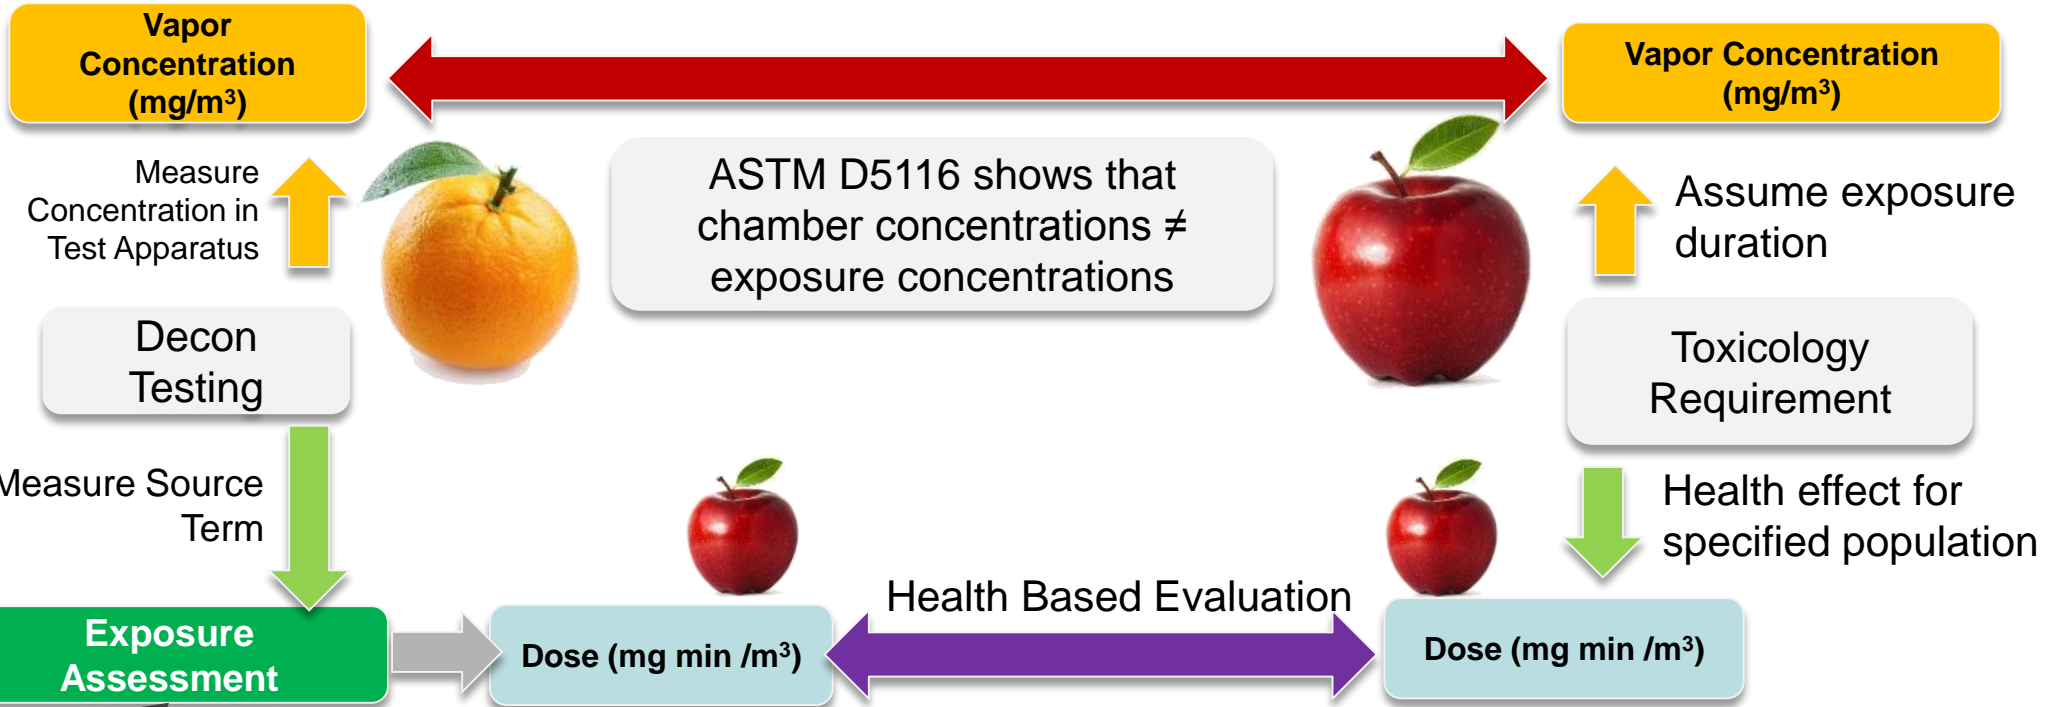 Vapor
Concentration
(mg/m³)
Vapor Concentration
(mg/m³)
Measure
Concentration in
Test Apparatus
ASTM D5116 shows that
chamber concentrations ≠
exposure concentrations
Assume exposure
duration
Decon
Testing
Toxicology
Requirement
Measure Source
Term
Health effect for
specified population
Health Based Evaluation
Exposure
Assessment
Dose (mg min /m³)
Dose (mg min /m³)